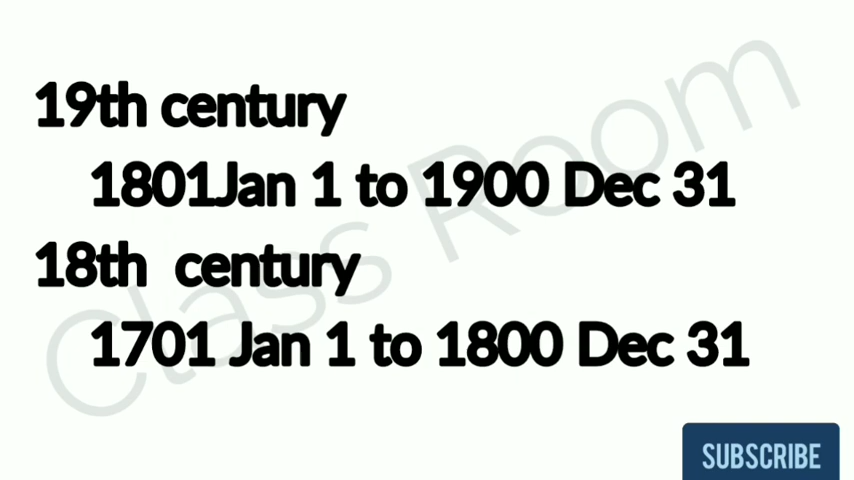 19th century
1801Jan 1 to 1900 Dec 31
18th century
1701 Jan 1 to 1800 Dec 31
Class Room
SUBSCRIBE